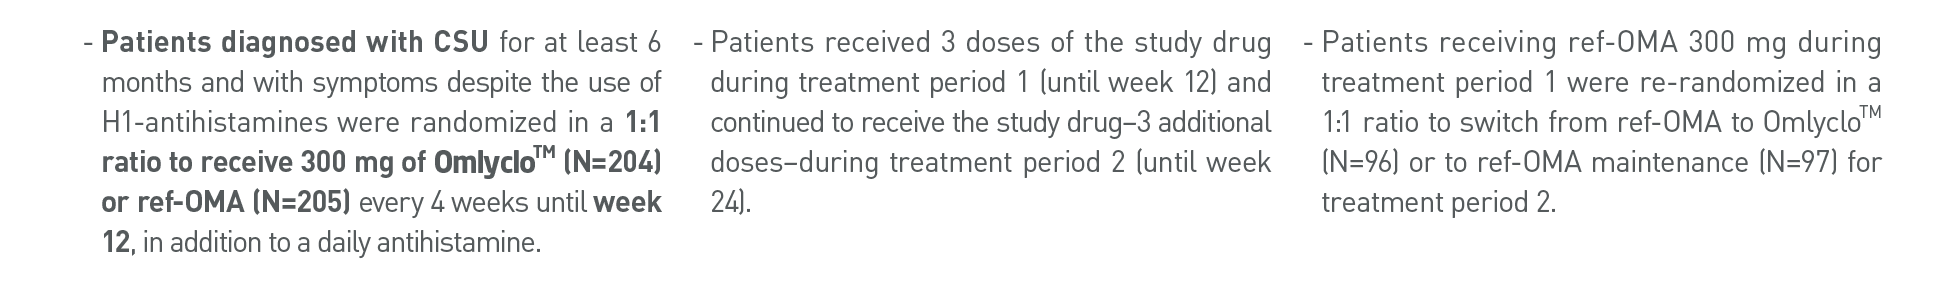 - Patients diagnosed with CSU for at least 6
months and with symptoms despite the use of
H1-antihistamines were randomized in a 1:1
ratio to receive 300 mg of Omlyclo™ (N=204)
or ref-OMA (N=205) every 4 weeks until week
12, in addition to a daily antihistamine.
- Patients received 3 doses of the study drug
during treatment period 1 (until week 12) and
continued to receive the study drug–3 additional
doses–during treatment period 2 (until week
24).
- Patients receiving ref-OMA 300 mg during
treatment period 1 were re-randomized in a
1:1 ratio to switch from ref-OMA to Omlyclo™
(N=96) or to ref-OMA maintenance (N=97) for
treatment period 2.